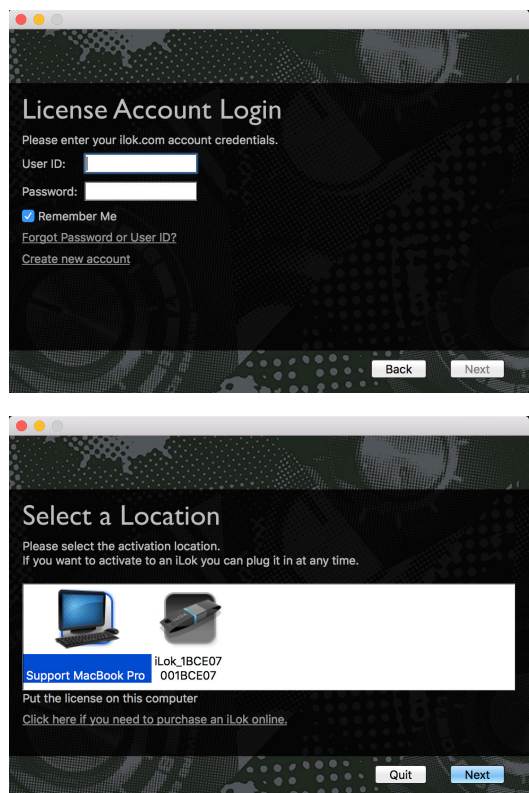 License Account Login
Please enter your ilok.com account credentials.
User ID:
Password:
Remember Me
Forgot Password or User ID?
Create new account
Back
Next
Select a Location
Please select the activation location.
If you want to activate to an iLok you can plug it in at any time.
Support MacBook Pro
iLok_1BCE07
001BCE07
Put the license on this computer
Click here if you need to purchase an iLok online.
Quit
Next